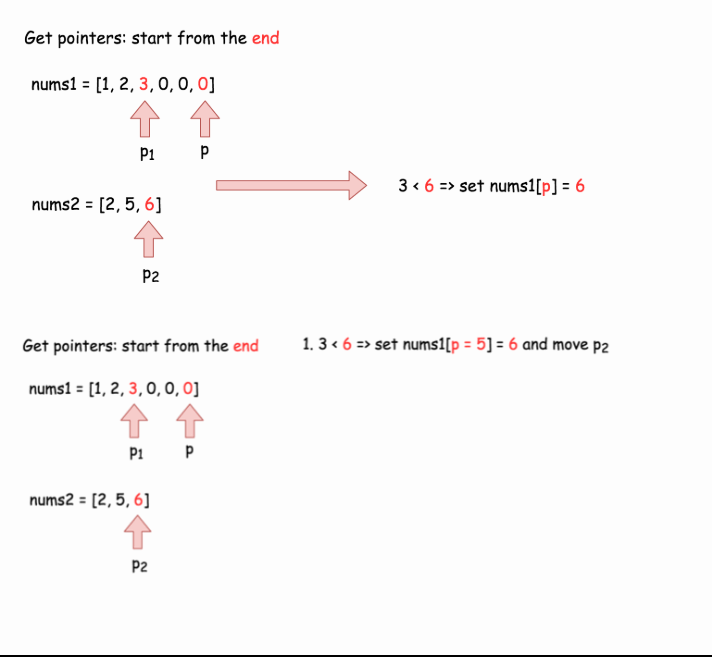 Get pointers: start from the end
nums1 = [1, 2, 3, 0, 0, 0]
p1 p
3 < 6 => set nums1[p] = 6
nums2 = [2, 5, 6]
p2
Get pointers: start from the end
1. 3 < 6 => set nums1[p = 5] = 6 and move p2
nums1 = [1, 2, 3, 0, 0, 0]
p1 p
nums2 = [2, 5, 6]
p2